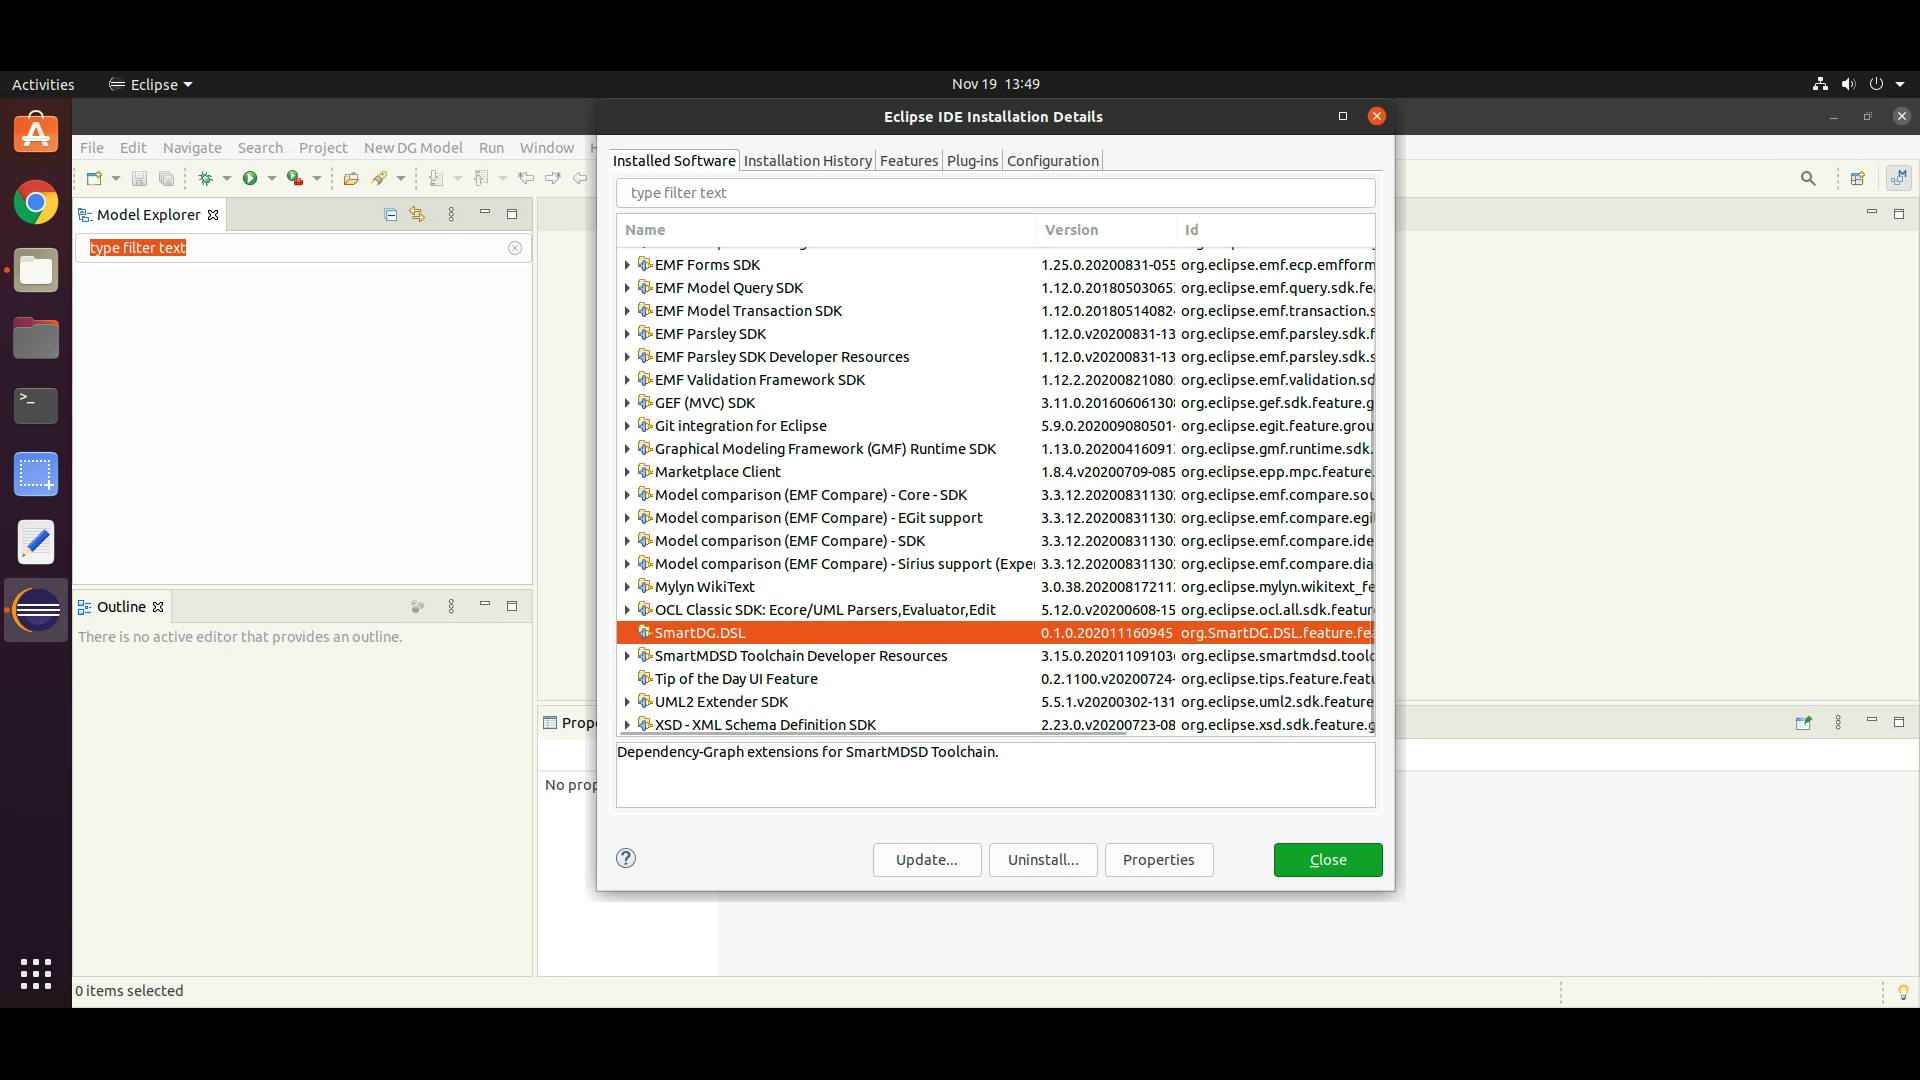 Activities
Eclipse
Nov 19 13:49
Eclipse IDE Installation Details
File Edit Navigate Search Project New DG Model Run Window
Installed Software Installation History Features Plug-ins Configuration
type filter text
Model Explorer
type filter text
Name Version Id
EMF Forms SDK 1.25.0.20200831-055 org.eclipse.emf.ecp.emfform
EMF Model Query SDK 1.12.0.20180503065 org.eclipse.emf.query.sdk.fea
EMF Model Transaction SDK 1.12.0.201805140824 org.eclipse.emf.transaction.s
EMF Parsley SDK 1.12.0.v20200831-13 org.eclipse.emf.parsley.sdk.f
EMF Parsley SDK Developer Resources 1.12.0.v20200831-13 org.eclipse.emf.parsley.sdk.s
EMF Validation Framework SDK 1.12.2.20200821080 org.eclipse.emf.validation.sd
GEF (MVC) SDK 3.11.0.20160606130 org.eclipse.gef.sdk.feature.g
Git integration for Eclipse 5.9.0.202009080501- org.eclipse.egit.feature.grou
Graphical Modeling Framework (GMF) Runtime SDK 1.13.0.20200416091 org.eclipse.gmf.runtime.sdk.
Marketplace Client 1.8.4.v20200709-085 org.eclipse.epp.mpc.feature.
Model comparison (EMF Compare) - Core - SDK 3.3.12.20200831130 org.eclipse.emf.compare.sou
Model comparison (EMF Compare) - EGit support 3.3.12.20200831130 org.eclipse.emf.compare.egi
Model comparison (EMF Compare) - SDK 3.3.12.20200831130 org.eclipse.emf.compare.ide
Model comparison (EMF Compare) - Sirius support (Exper 3.3.12.20200831130 org.eclipse.emf.compare.dia
Mylyn WikiText 3.0.38.20200817211 org.eclipse.mylyn.wikitext_fe
OCL Classic SDK: Ecore/UML Parsers,Evaluator,Edit 5.12.0.v20200608-15 org.eclipse.ocl.all.sdk.featur
SmartDG.DSL 0.1.0.202011160945 org.SmartDG.DSL.feature.fea
SmartMDSD Toolchain Developer Resources 3.15.0.20201109103 org.eclipse.smartmdsd.toolc
Tip of the Day UI Feature 0.2.1100.v20200724- org.eclipse.tips.feature.featu
UML2 Extender SDK 5.5.1.v20200302-131 org.eclipse.uml2.sdk.feature
XSD - XML Schema Definition SDK 2.23.0.v20200723-08 org.eclipse.xsd.sdk.feature.g
Dependency-Graph extensions for SmartMDSD Toolchain.
Update... Uninstall... Properties Close
Outline
There is no active editor that provides an outline.
Prope
No prop
0 items selected